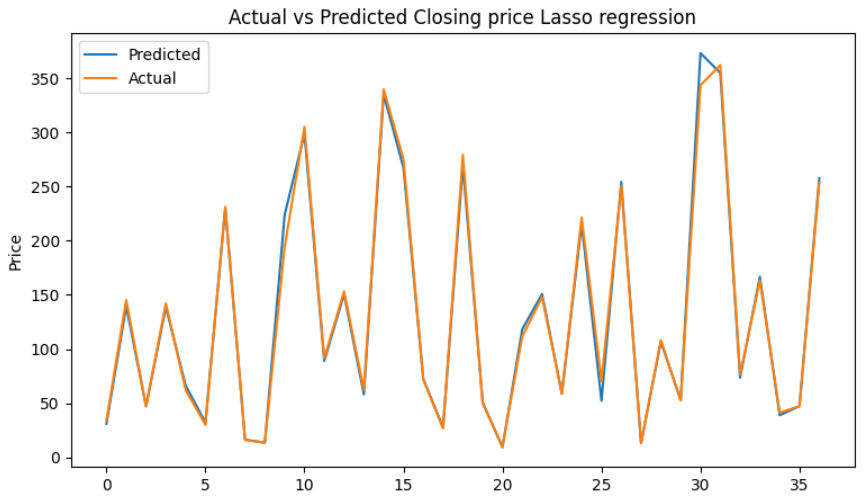 Actual vs Predicted Closing price Lasso regression
Predicted
Actual
350
300
250
200
150
100
50
0
Price
0 5 10 15 20 25 30 35